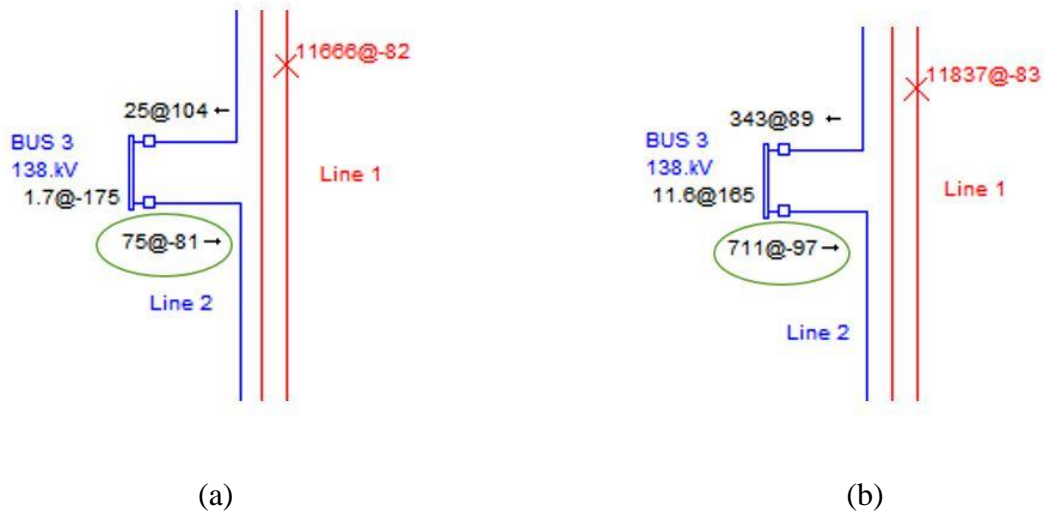 11666@-82
25@104 ←
BUS 3
138.kV
1.7@-175
Line 1
75@-81 →
Line 2
(a)
11837@-83
343@89 ←
BUS 3
138.kV
11.6@165
Line 1
711@-97 →
Line 2
(b)